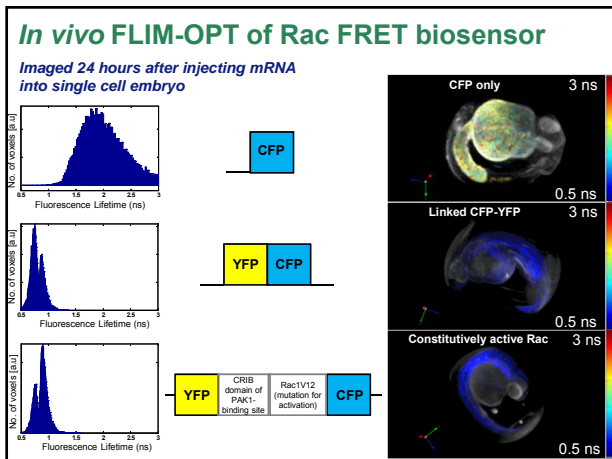 In vivo FLIM-OPT of Rac FRET biosensor
Imaged 24 hours after injecting mRNA
into single cell embryo
No. of voxels [a.u]
0.5 1 1.5 2 2.5 3
Fluorescence Lifetime (ns)
CFP
CFP only
3 ns
0.5 ns
No. of voxels [a.u]
0.5 1 1.5 2 2.5 3
Fluorescence Lifetime (ns)
YFP CFP
Linked CFP-YFP
3 ns
0.5 ns
No. of voxels [a.u]
0.5 1 1.5 2 2.5 3
Fluorescence Lifetime (ns)
YFP
CRIB
domain of
PAK1-
binding site
Rac1V12
(mutation for
activation)
CFP
Constitutively active Rac
3 ns
0.5 ns